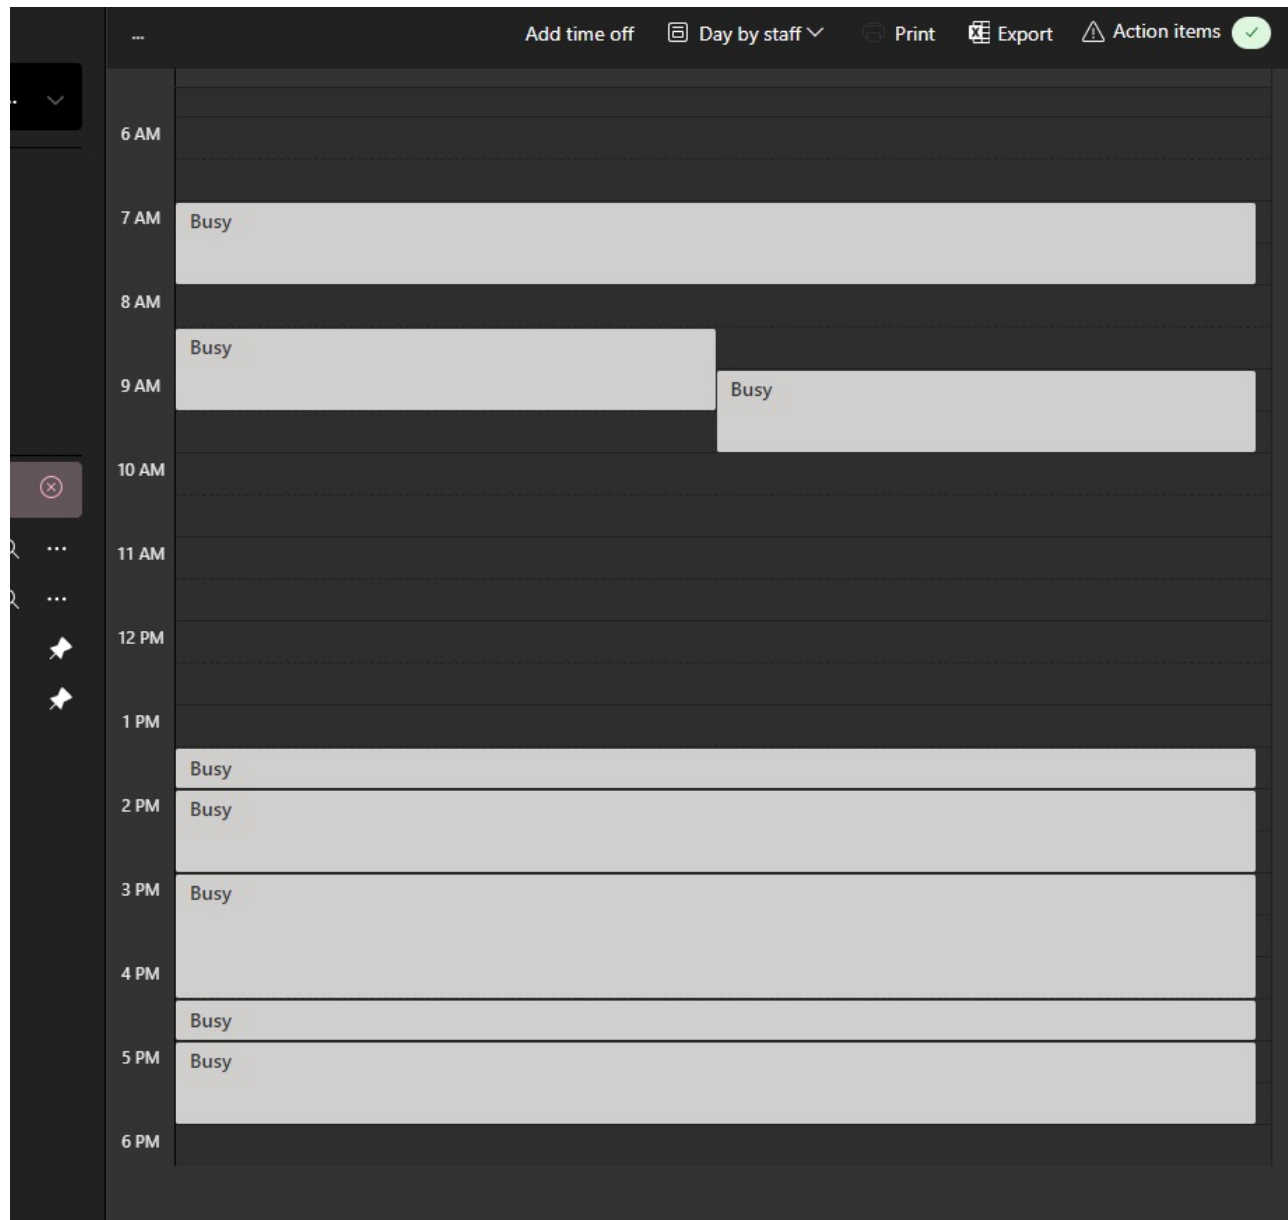 ... Add time off Day by staff Print Export Action items
6 AM
7 AM Busy
8 AM
Busy
9 AM Busy
10 AM
11 AM
12 PM
1 PM
Busy
2 PM Busy
3 PM Busy
4 PM
Busy
5 PM Busy
6 PM